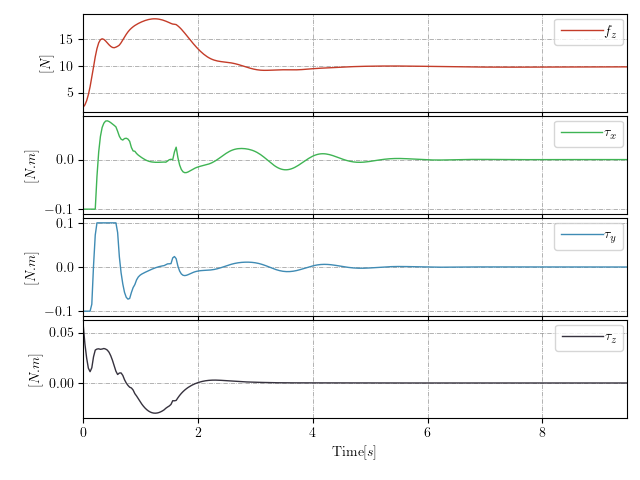 15
10
5
[N]
f_z
0.0
−0.1
[N.m]
τ_x
0.1
0.0
−0.1
[N.m]
τ_y
0.05
0.00
[N.m]
τ_z
0 2 4 6 8
Time[s]